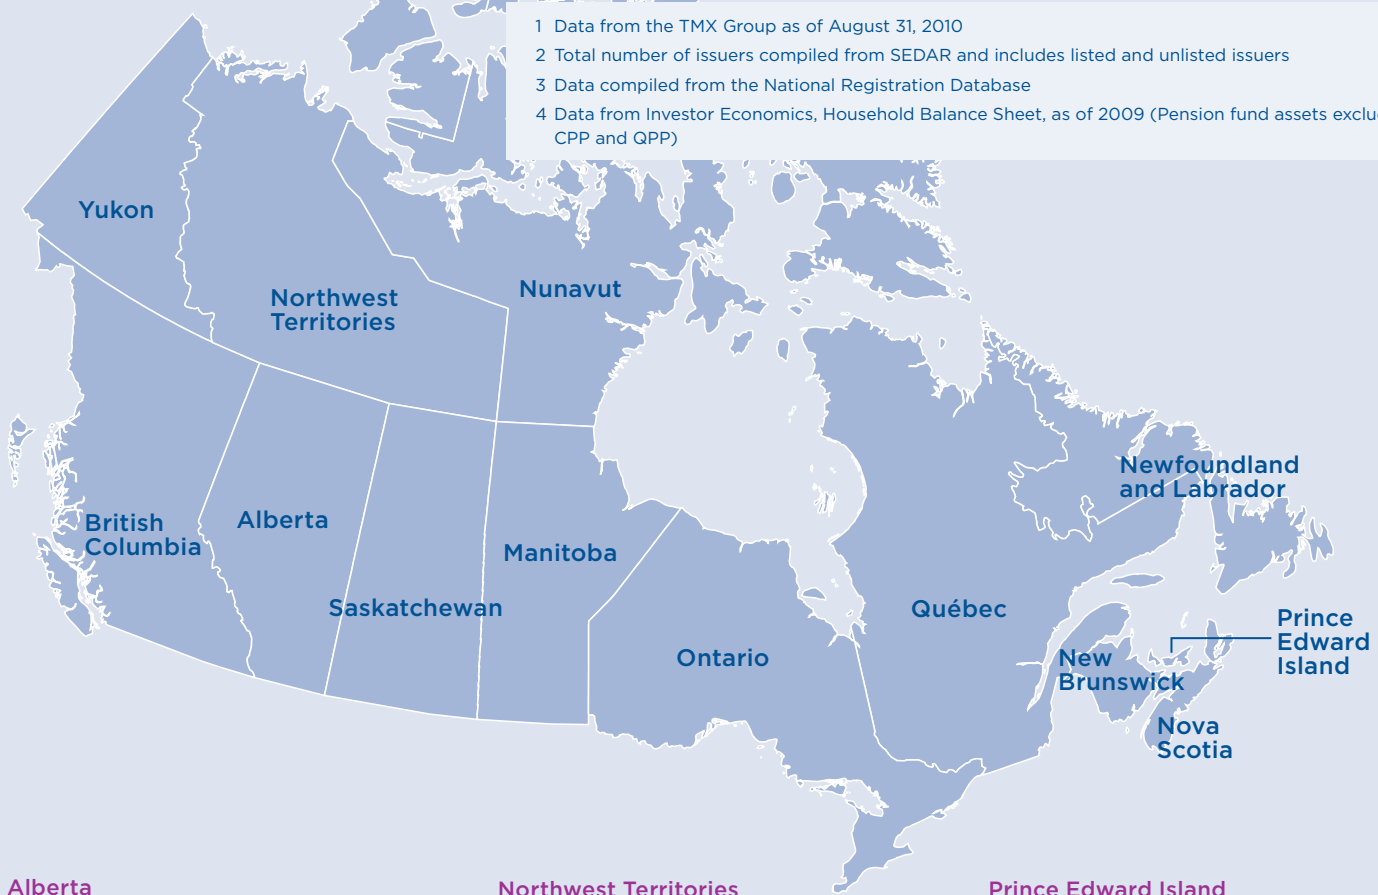 1 Data from the TMX Group as of August 31, 2010
2 Total number of issuers compiled from SEDAR and includes listed and unlisted issuers
3 Data compiled from the National Registration Database
4 Data from Investor Economics, Household Balance Sheet, as of 2009 (Pension fund assets
CPP and QPP)
Yukon
Northwest
Territories
Nunavut
Newfoundland
and Labrador
British
Columbia
Alberta
Manitoba
Saskatchewan
Québec
Prince
Edward
Island
Ontario
New
Brunswick
Nova
Scotia
Alberta
Northwest Territories
Prince Edward Island